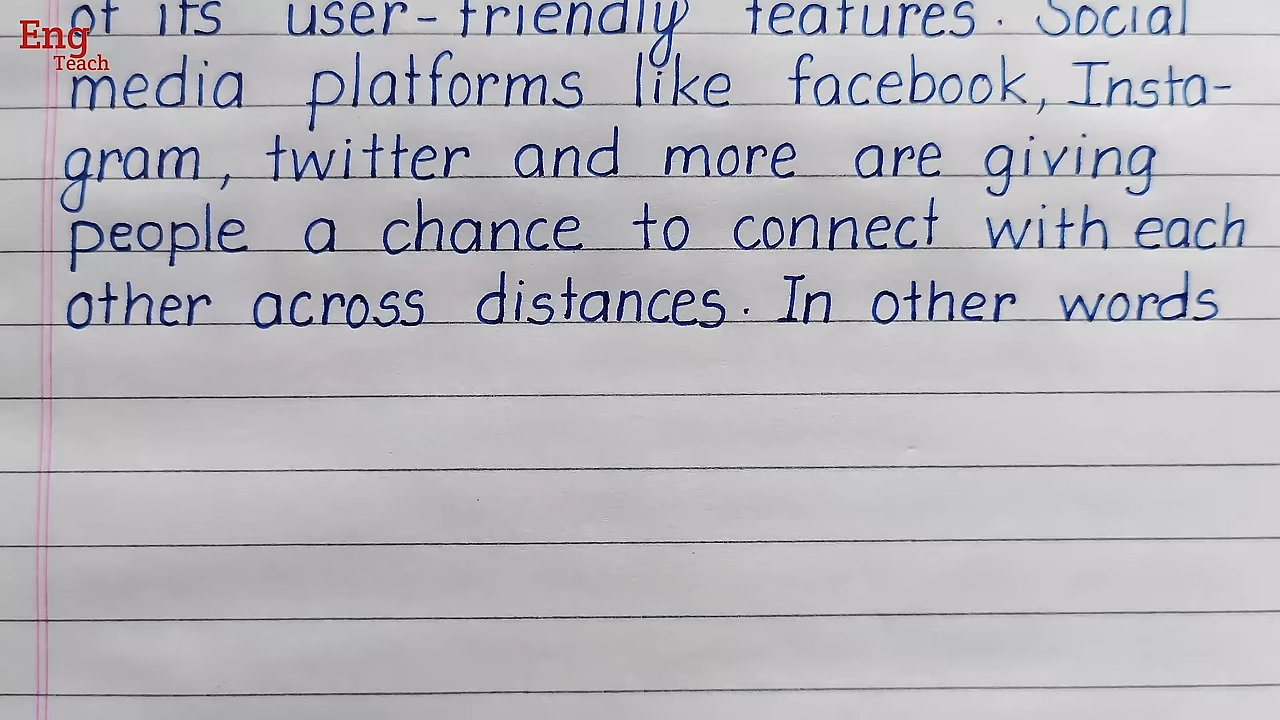 of its user-friendly features. Social
Eng
Teach
media platforms like facebook, Insta-
gram, twitter and more are giving
people a chance to connect with each
other across distances. In other words